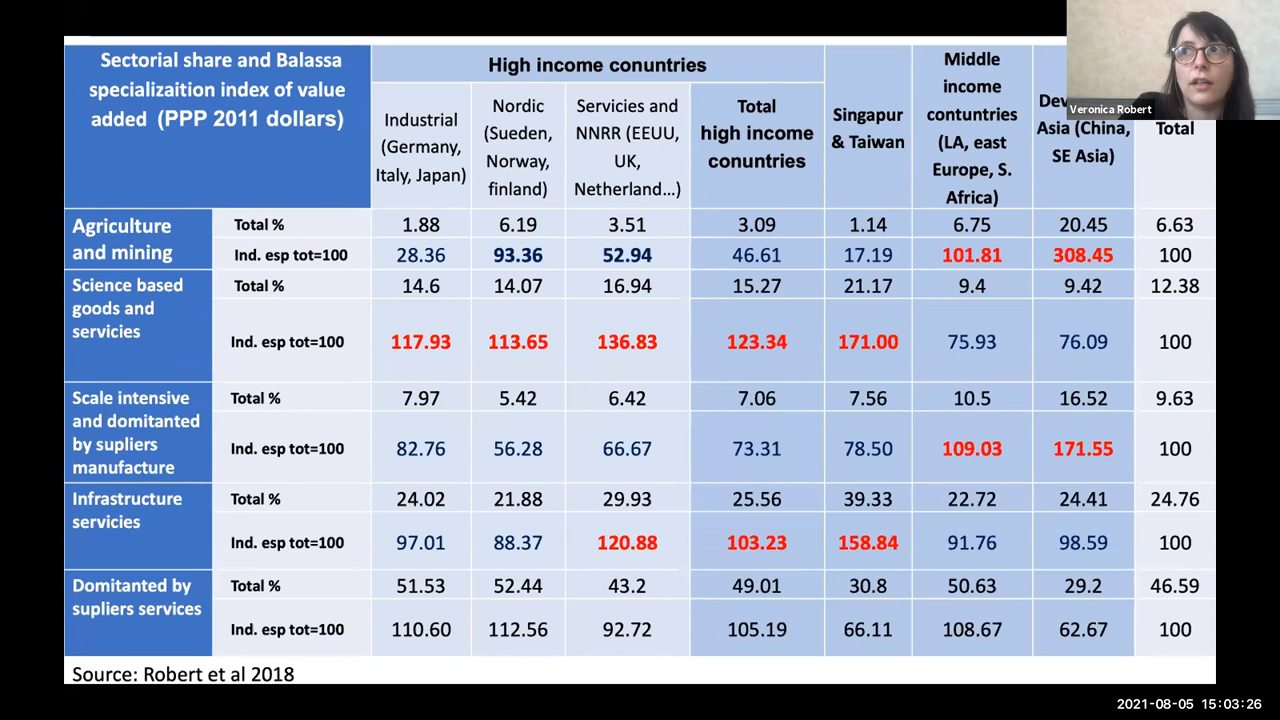 Sectorial share and Balassa
specializaition index of value
added (PPP 2011 dollars)
High income conuntries
Industrial
(Germany,
Italy, Japan)
Nordic
(Sueden,
Norway,
finland)
Servicies and
NNRR (EEUU,
UK,
Netherland...)
Total
high income
conuntries
Singapur
& Taiwan
Middle
income
contuntries
(LA, east
Europe, S.
Africa)
Asia (China,
SE Asia)
Total
Veronica Robert
Agriculture
and mining
Total % 1.88 6.19 3.51 3.09 1.14 6.75 20.45 6.63
Ind. esp tot=100 28.36 93.36 52.94 46.61 17.19 101.81 308.45 100
Science based
goods and
servicies
Total % 14.6 14.07 16.94 15.27 21.17 9.4 9.42 12.38
Ind. esp tot=100 117.93 113.65 136.83 123.34 171.00 75.93 76.09 100
Scale intensive
and domitanted
by supliers
manufacture
Total % 7.97 5.42 6.42 7.06 7.56 10.5 16.52 9.63
Ind. esp tot=100 82.76 56.28 66.67 73.31 78.50 109.03 171.55 100
Infrastructure
servicies
Total % 24.02 21.88 29.93 25.56 39.33 22.72 24.41 24.76
Ind. esp tot=100 97.01 88.37 120.88 103.23 158.84 91.76 98.59 100
Domitanted by
supliers services
Total % 51.53 52.44 43.2 49.01 30.8 50.63 29.2 46.59
Ind. esp tot=100 110.60 112.56 92.72 105.19 66.11 108.67 62.67 100
Source: Robert et al 2018
2021-08-05 15:03:26